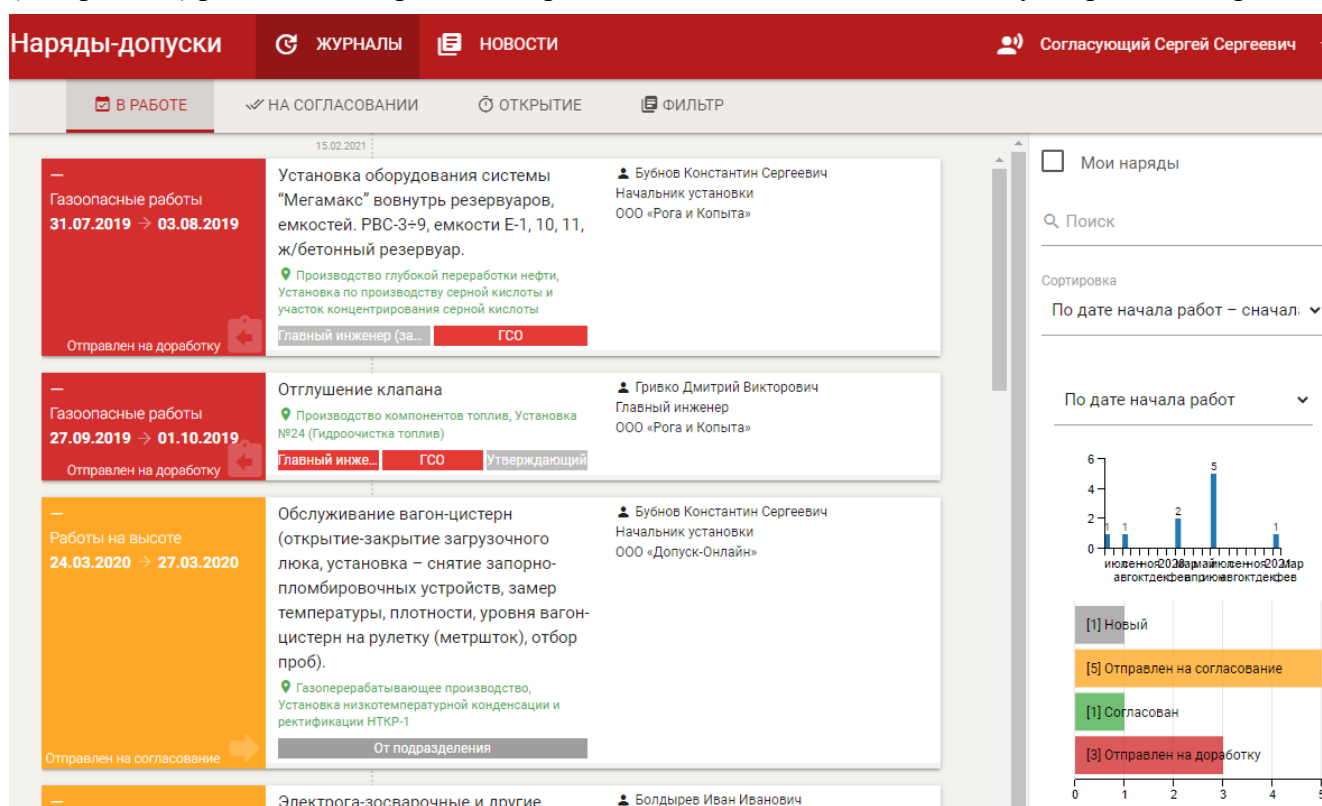 Наряды-допуски
ЖУРНАЛЫ
НОВОСТИ
Согласующий Сергей Сергеевич
В РАБОТЕ
НА СОГЛАСОВАНИИ
ОТКРЫТИЕ
ФИЛЬТР
15.02.2021
—
Газоопасные работы
31.07.2019 → 03.08.2019
Отправлен на доработку
Установка оборудования системы
“Мегамакс” вовнутрь резервуаров,
емкостей. РВС-3÷9, емкости Е-1, 10, 11,
ж/бетонный резервуар.
Производство глубокой переработки нефти,
Установка по производству серной кислоты и
участок концентрирования серной кислоты
Главный инженер (за...
ГСО
Бубнов Константин Сергеевич
Начальник установки
ООО «Рога и Копыта»
—
Газоопасные работы
27.09.2019 → 01.10.2019
Отправлен на доработку
Отглушение клапана
Производство компонентов топлив, Установка
№24 (Гидроочистка топлив)
Главный инже...
ГСО
Утверждающий
Гривко Дмитрий Викторович
Главный инженер
ООО «Рога и Копыта»
—
Работы на высоте
24.03.2020 → 27.03.2020
Отправлен на согласование
Обслуживание вагон-цистерн
(открытие-закрытие загрузочного
люка, установка – снятие запорно-
пломбировочных устройств, замер
температуры, плотности, уровня вагон-
цистерн на рулетку (метршток), отбор
проб).
Газоперерабатывающее производство,
Установка низкотемпературной конденсации и
ректификации НТКР-1
От подразделения
Бубнов Константин Сергеевич
Начальник установки
ООО «Допуск-Онлайн»
—
Электрога-зосварочные и другие
Болдырев Иван Иванович
Мои наряды
Поиск
Сортировка
По дате начала работ – сначала
По дате начала работ
6
4
2
0
1
1
2
5
1
[1] Новый
[5] Отправлен на согласование
[1] Согласован
[3] Отправлен на доработку
0 1 2 3 4 5